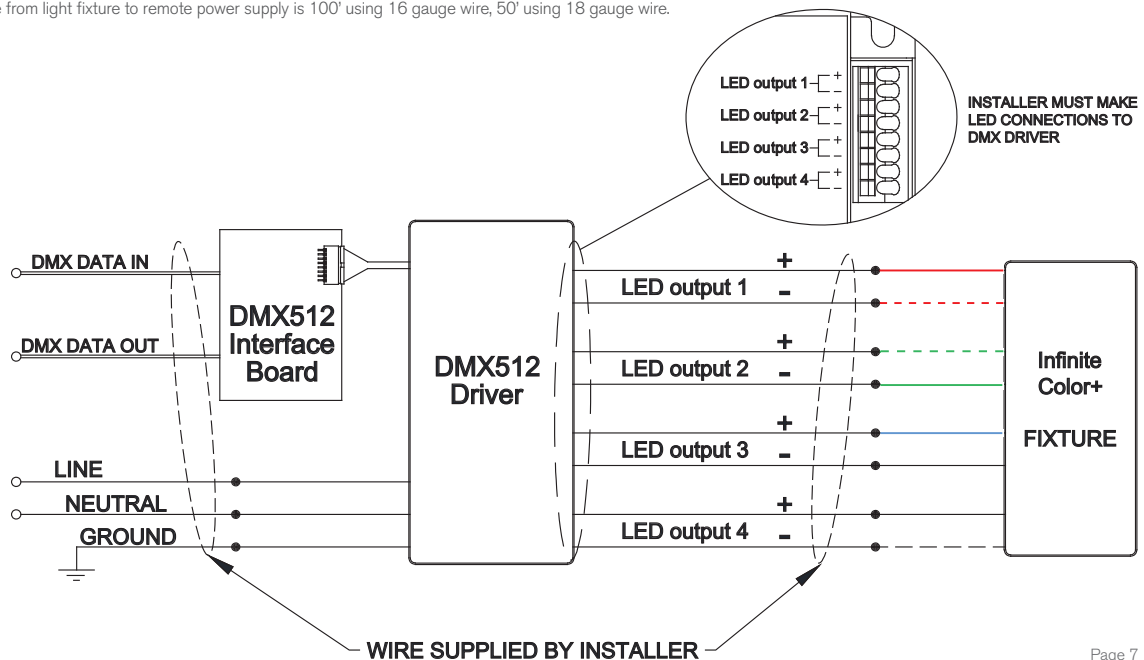 from light fixture to remote power supply is 100' using 16 gauge wire, 50' using 18 gauge wire.
LED output 1 + -
LED output 2 + -
LED output 3 + -
LED output 4 + -
INSTALLER MUST MAKE
LED CONNECTIONS TO
DMX DRIVER
DMX DATA IN
DMX DATA OUT
DMX512
Interface
Board
LINE
NEUTRAL
GROUND
DMX512
Driver
+
LED output 1 -
+
LED output 2 -
+
LED output 3 -
+
LED output 4 -
Infinite
Color+
FIXTURE
WIRE SUPPLIED BY INSTALLER
Page 7